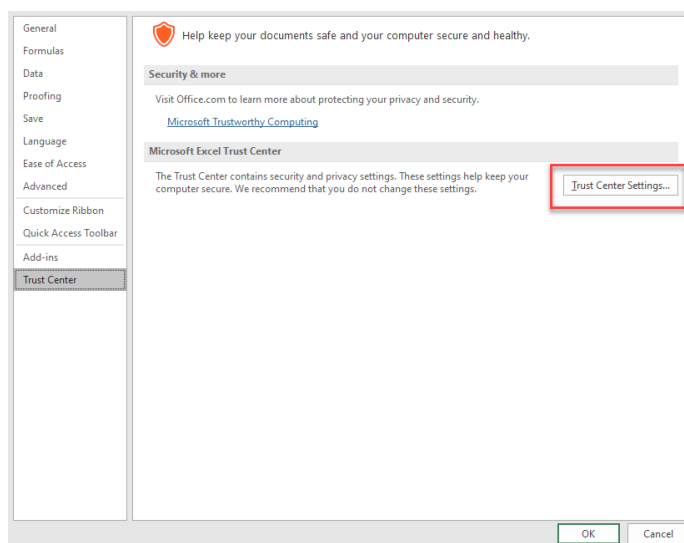 General
Formulas
Data
Proofing
Save
Language
Ease of Access
Advanced
Customize Ribbon
Quick Access Toolbar
Add-ins
Trust Center
Help keep your documents safe and your computer secure and healthy.
Security & more
Visit Office.com to learn more about protecting your privacy and security.
Microsoft Trustworthy Computing
Microsoft Excel Trust Center
The Trust Center contains security and privacy settings. These settings help keep your
computer secure. We recommend that you do not change these settings.
Trust Center Settings...
OK
Cancel